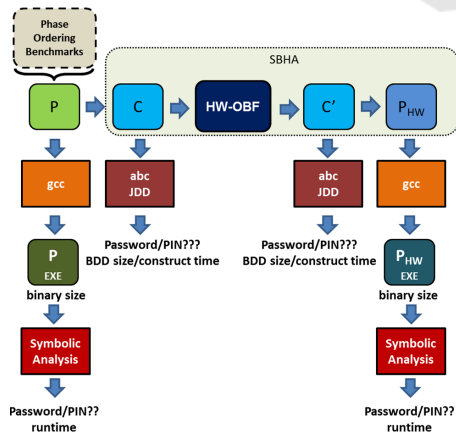 Phase
Ordering
Benchmarks
SBHA
P
C
HW-OBF
C’
PHW
gcc
abc
JDD
abc
JDD
gcc
Password/PIN???
BDD size/construct time
Password/PIN???
BDD size/construct time
P
EXE
binary size
PHW
EXE
binary size
Symbolic
Analysis
Symbolic
Analysis
Password/PIN??
runtime
Password/PIN??
runtime